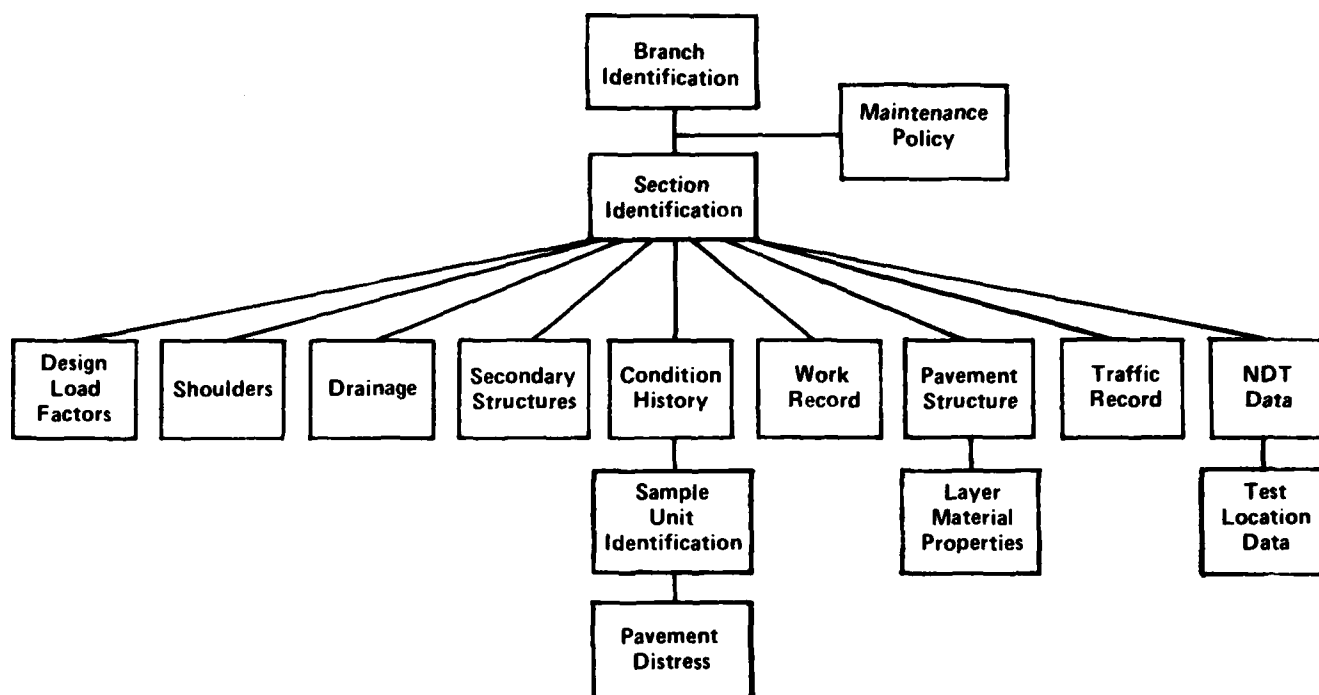 Branch
Identification
Maintenance
Policy
Section
Identification
Design
Load
Factors
Shoulders
Drainage
Secondary
Structures
Condition
History
Work
Record
Pavement
Structure
Traffic
Record
NDT
Data
Sample
Unit
Identification
Layer
Material
Properties
Test
Location
Data
Pavement
Distress